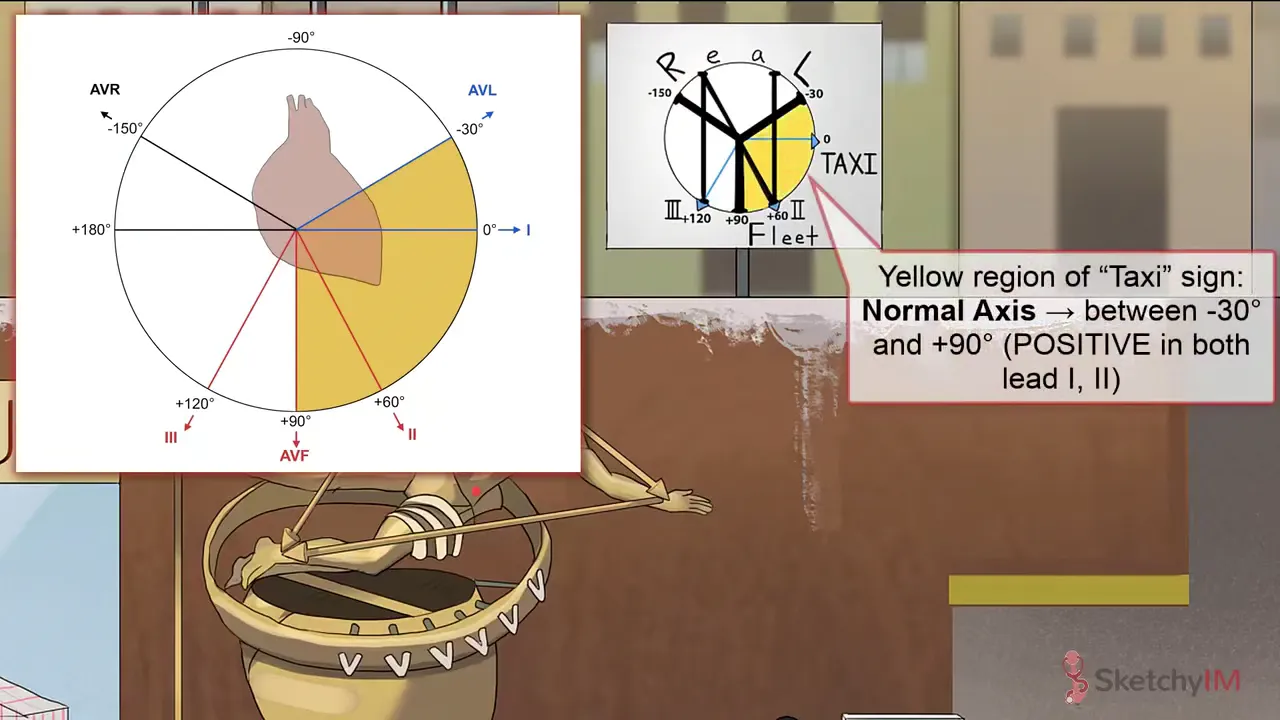 -90°
AVR
AVL
-150°
-30°
+180°
0°
I
+120°
+60°
+90°
III
II
AVF
R e a L
-150
-30
0
TAXI
III
+120
+90
+60
II
Fleet
Yellow region of “Taxi” sign:
Normal Axis → between -30°
and +90° (POSITIVE in both
lead I, II)
SketchyIM